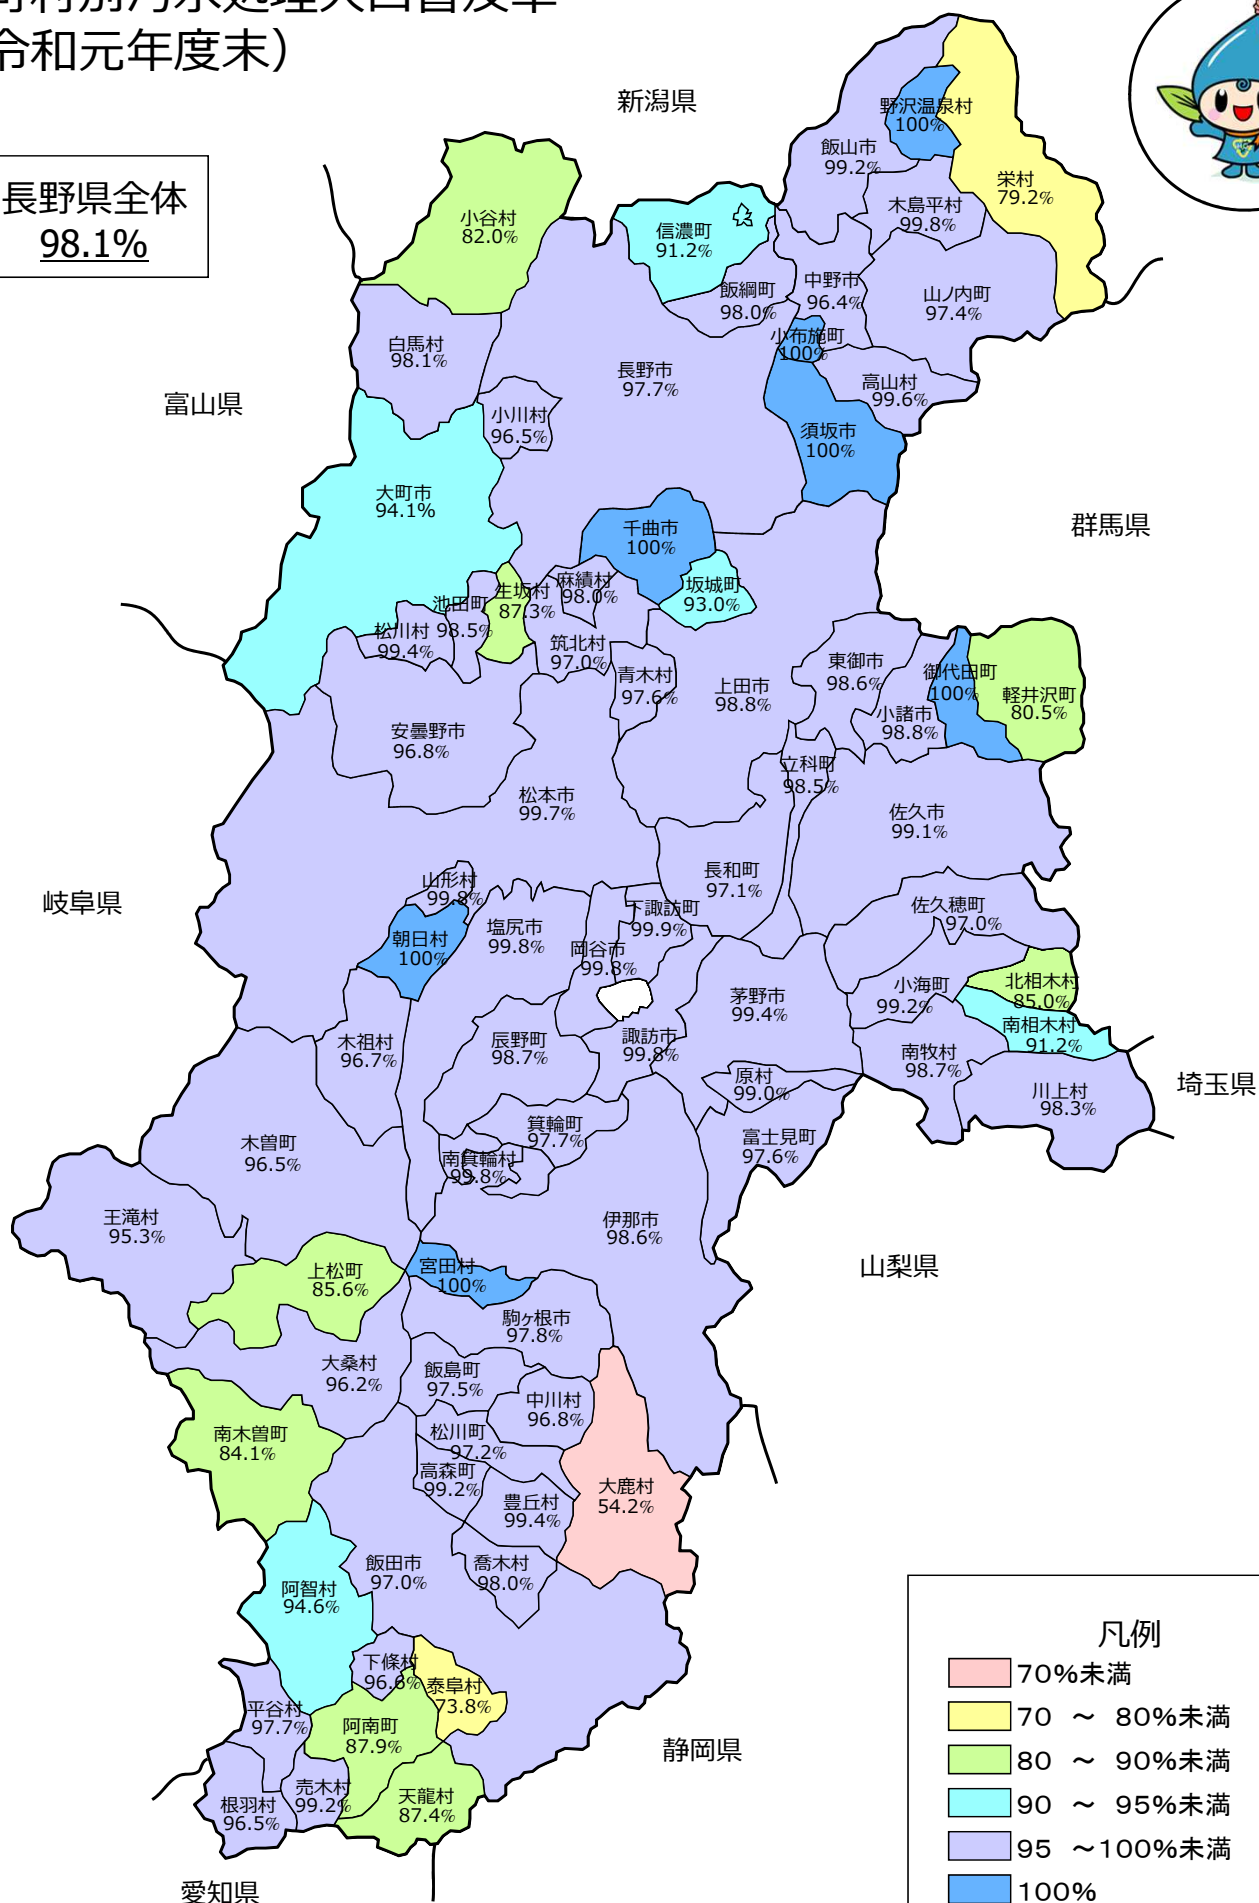 町村別汚水処理人口普及率
令和元年度末）
長野県全体
98.1%
新潟県
富山県
群馬県
岐阜県
埼玉県
山梨県
静岡県
愛知県
野沢温泉村
100%
飯山市
99.2%
栄村
79.2%
木島平村
99.8%
小谷村
82.0%
信濃町
91.2%
飯綱町
98.0%
中野市
96.4%
山ノ内町
97.4%
白馬村
98.1%
小布施町
100%
長野市
97.7%
高山村
99.6%
小川村
96.5%
須坂市
100%
大町市
94.1%
千曲市
100%
坂城町
93.0%
麻績村
98.0%
生坂村
87.3%
池田町
98.5%
松川村
99.4%
筑北村
97.0%
青木村
97.6%
上田市
98.8%
東御市
98.6%
御代田町
100%
軽井沢町
80.5%
小諸市
98.8%
安曇野市
96.8%
立科町
98.5%
松本市
99.7%
佐久市
99.1%
長和町
97.1%
山形村
99.8%
朝日村
100%
塩尻市
99.8%
下諏訪町
99.9%
岡谷市
99.8%
佐久穂町
97.0%
小海町
99.2%
北相木村
85.0%
南相木村
91.2%
茅野市
99.4%
諏訪市
99.8%
辰野町
98.7%
木祖村
96.7%
南牧村
98.7%
川上村
98.3%
原村
99.0%
富士見町
97.6%
箕輪町
97.7%
南箕輪村
99.8%
木曽町
96.5%
王滝村
95.3%
伊那市
98.6%
上松町
85.6%
宮田村
100%
駒ヶ根市
97.8%
大桑村
96.2%
飯島町
97.5%
中川村
96.8%
松川町
97.2%
南木曽町
84.1%
高森町
99.2%
豊丘村
99.4%
大鹿村
54.2%
飯田市
97.0%
喬木村
98.0%
阿智村
94.6%
下條村
96.6%
泰阜村
73.8%
平谷村
97.7%
阿南町
87.9%
売木村
99.2%
天龍村
87.4%
根羽村
96.5%
凡例
70%未満
70 ～ 80%未満
80 ～ 90%未満
90 ～ 95%未満
95 ～100%未満
100%